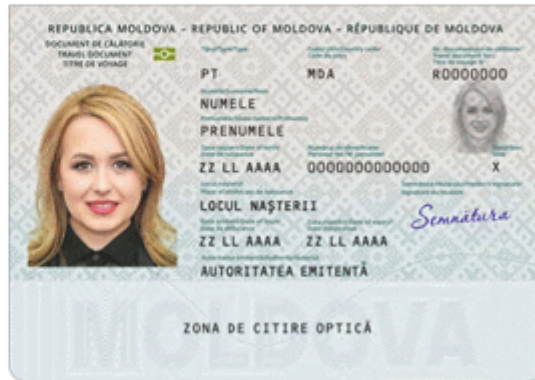 REPUBLICA MOLDOVA – REPUBLIC OF MOLDOVA – RÉPUBLIQUE DE MOLDOVA
DOCUMENT DE CĂLĂTORIE
TRAVEL DOCUMENT
TITRE DE VOYAGE
PT MDA R0000000
NUMELE
PRENUMELE
ZZ LL AAAA 0000000000000 X
LOCUL NAȘTERII
Semnătura
ZZ LL AAAA ZZ LL AAAA
AUTORITATEA EMITENTĂ
MOLDOVA
ZONA DE CITIRE OPTICĂ